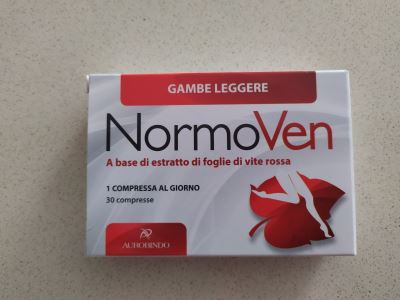 GAMBE LEGGERE
NormoVen
A base di estratto di foglie di vite rossa
1 COMPRESSA AL GIORNO
30 compresse
AUROBINDO